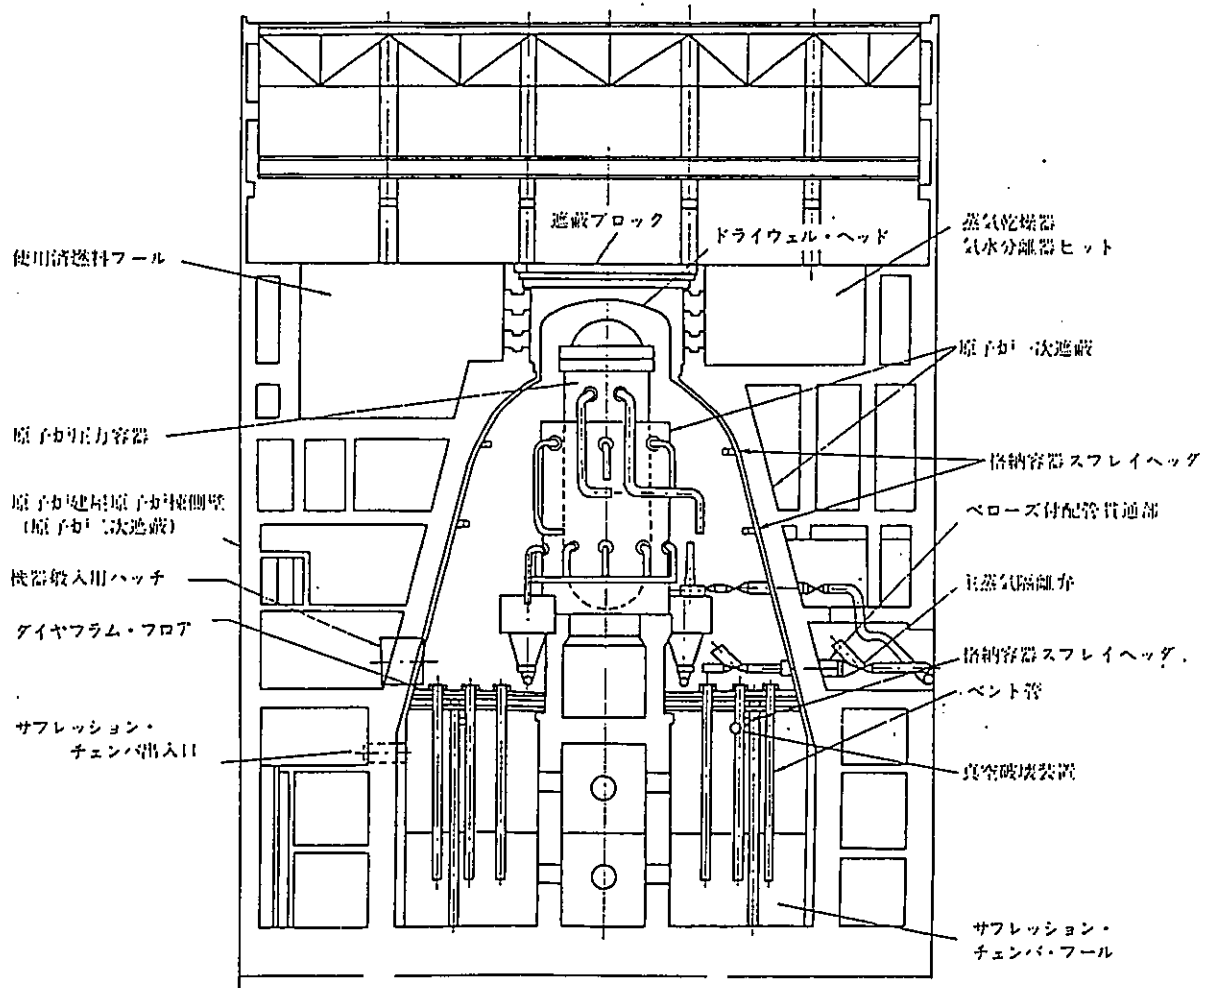 遮蔽ブロック
ドライウェル・ヘッド
蒸気乾燥器
気水分離器ピット
使用済燃料プール
原子炉一次遮蔽
原子炉圧力容器
格納容器スプレイヘッダ
原子炉建屋原子炉棟側壁
(原子炉二次遮蔽)
ベローズ付配管貫通部
機器搬入用ハッチ
主蒸気隔離弁
ダイヤフラム・フロア
格納容器スプレイヘッダ
ベント管
サプレッション・
チェンバ出入口
真空破壊装置
サプレッション・
チェンバ・プール